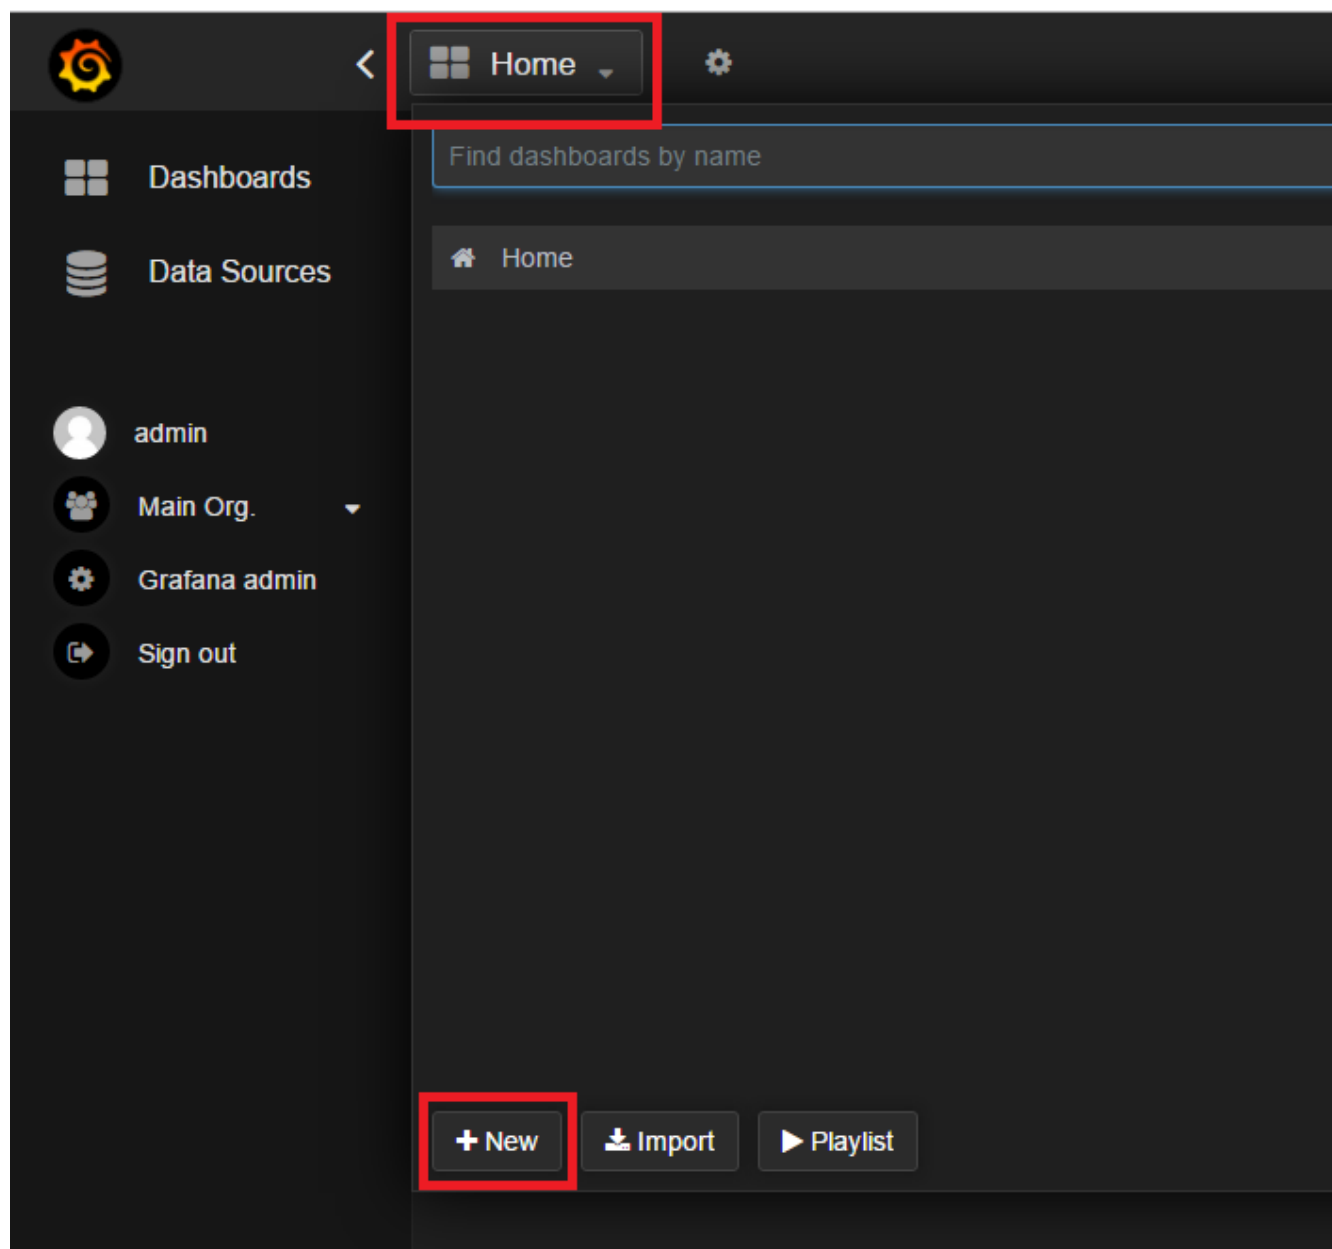 Home
Find dashboards by name
Dashboards
Home
Data Sources
admin
Main Org.
Grafana admin
Sign out
New
Import
Playlist